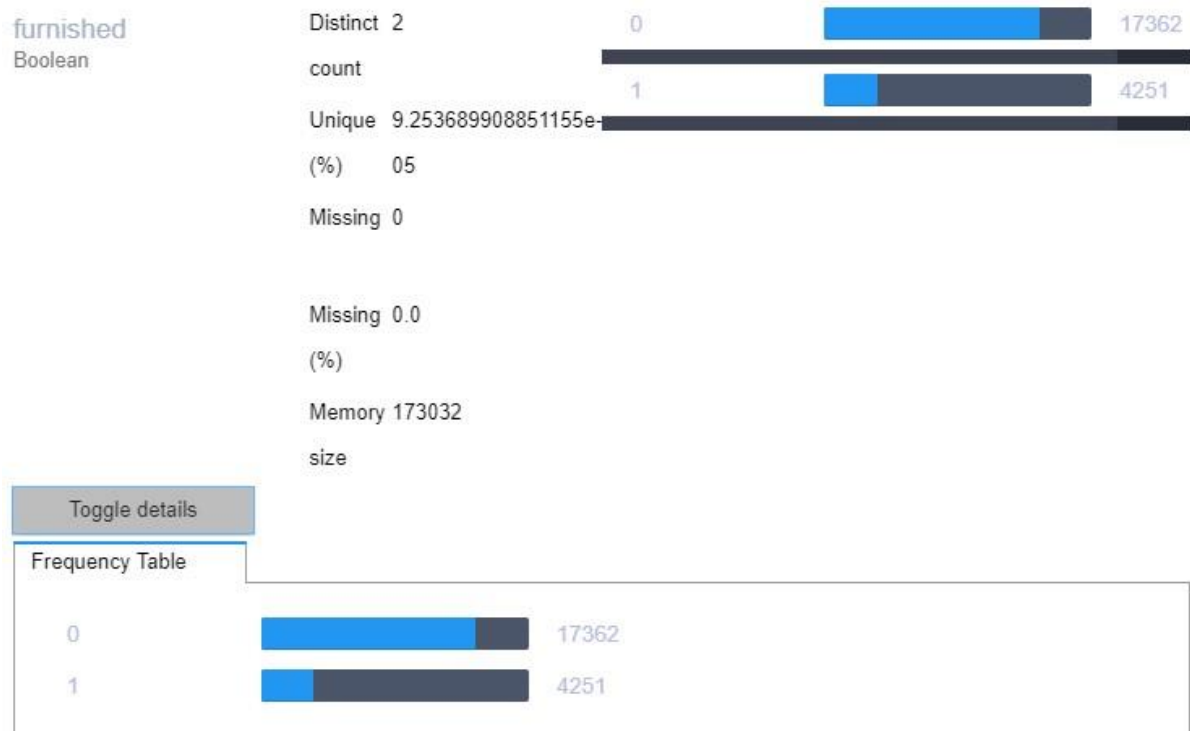 furnished
Boolean
Distinct 2
count
Unique 9.253689908851155e-
(%) 05
Missing 0
Missing 0.0
(%)
Memory 173032
size
0 17362
1 4251
Toggle details
Frequency Table
0 17362
1 4251